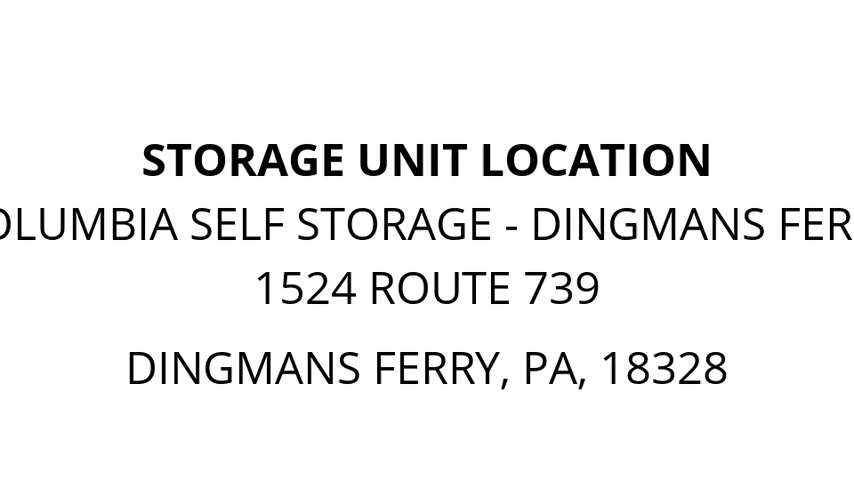 STORAGE UNIT LOCATION
OLUMBIA SELF STORAGE - DINGMANS FER
1524 ROUTE 739
DINGMANS FERRY, PA, 18328